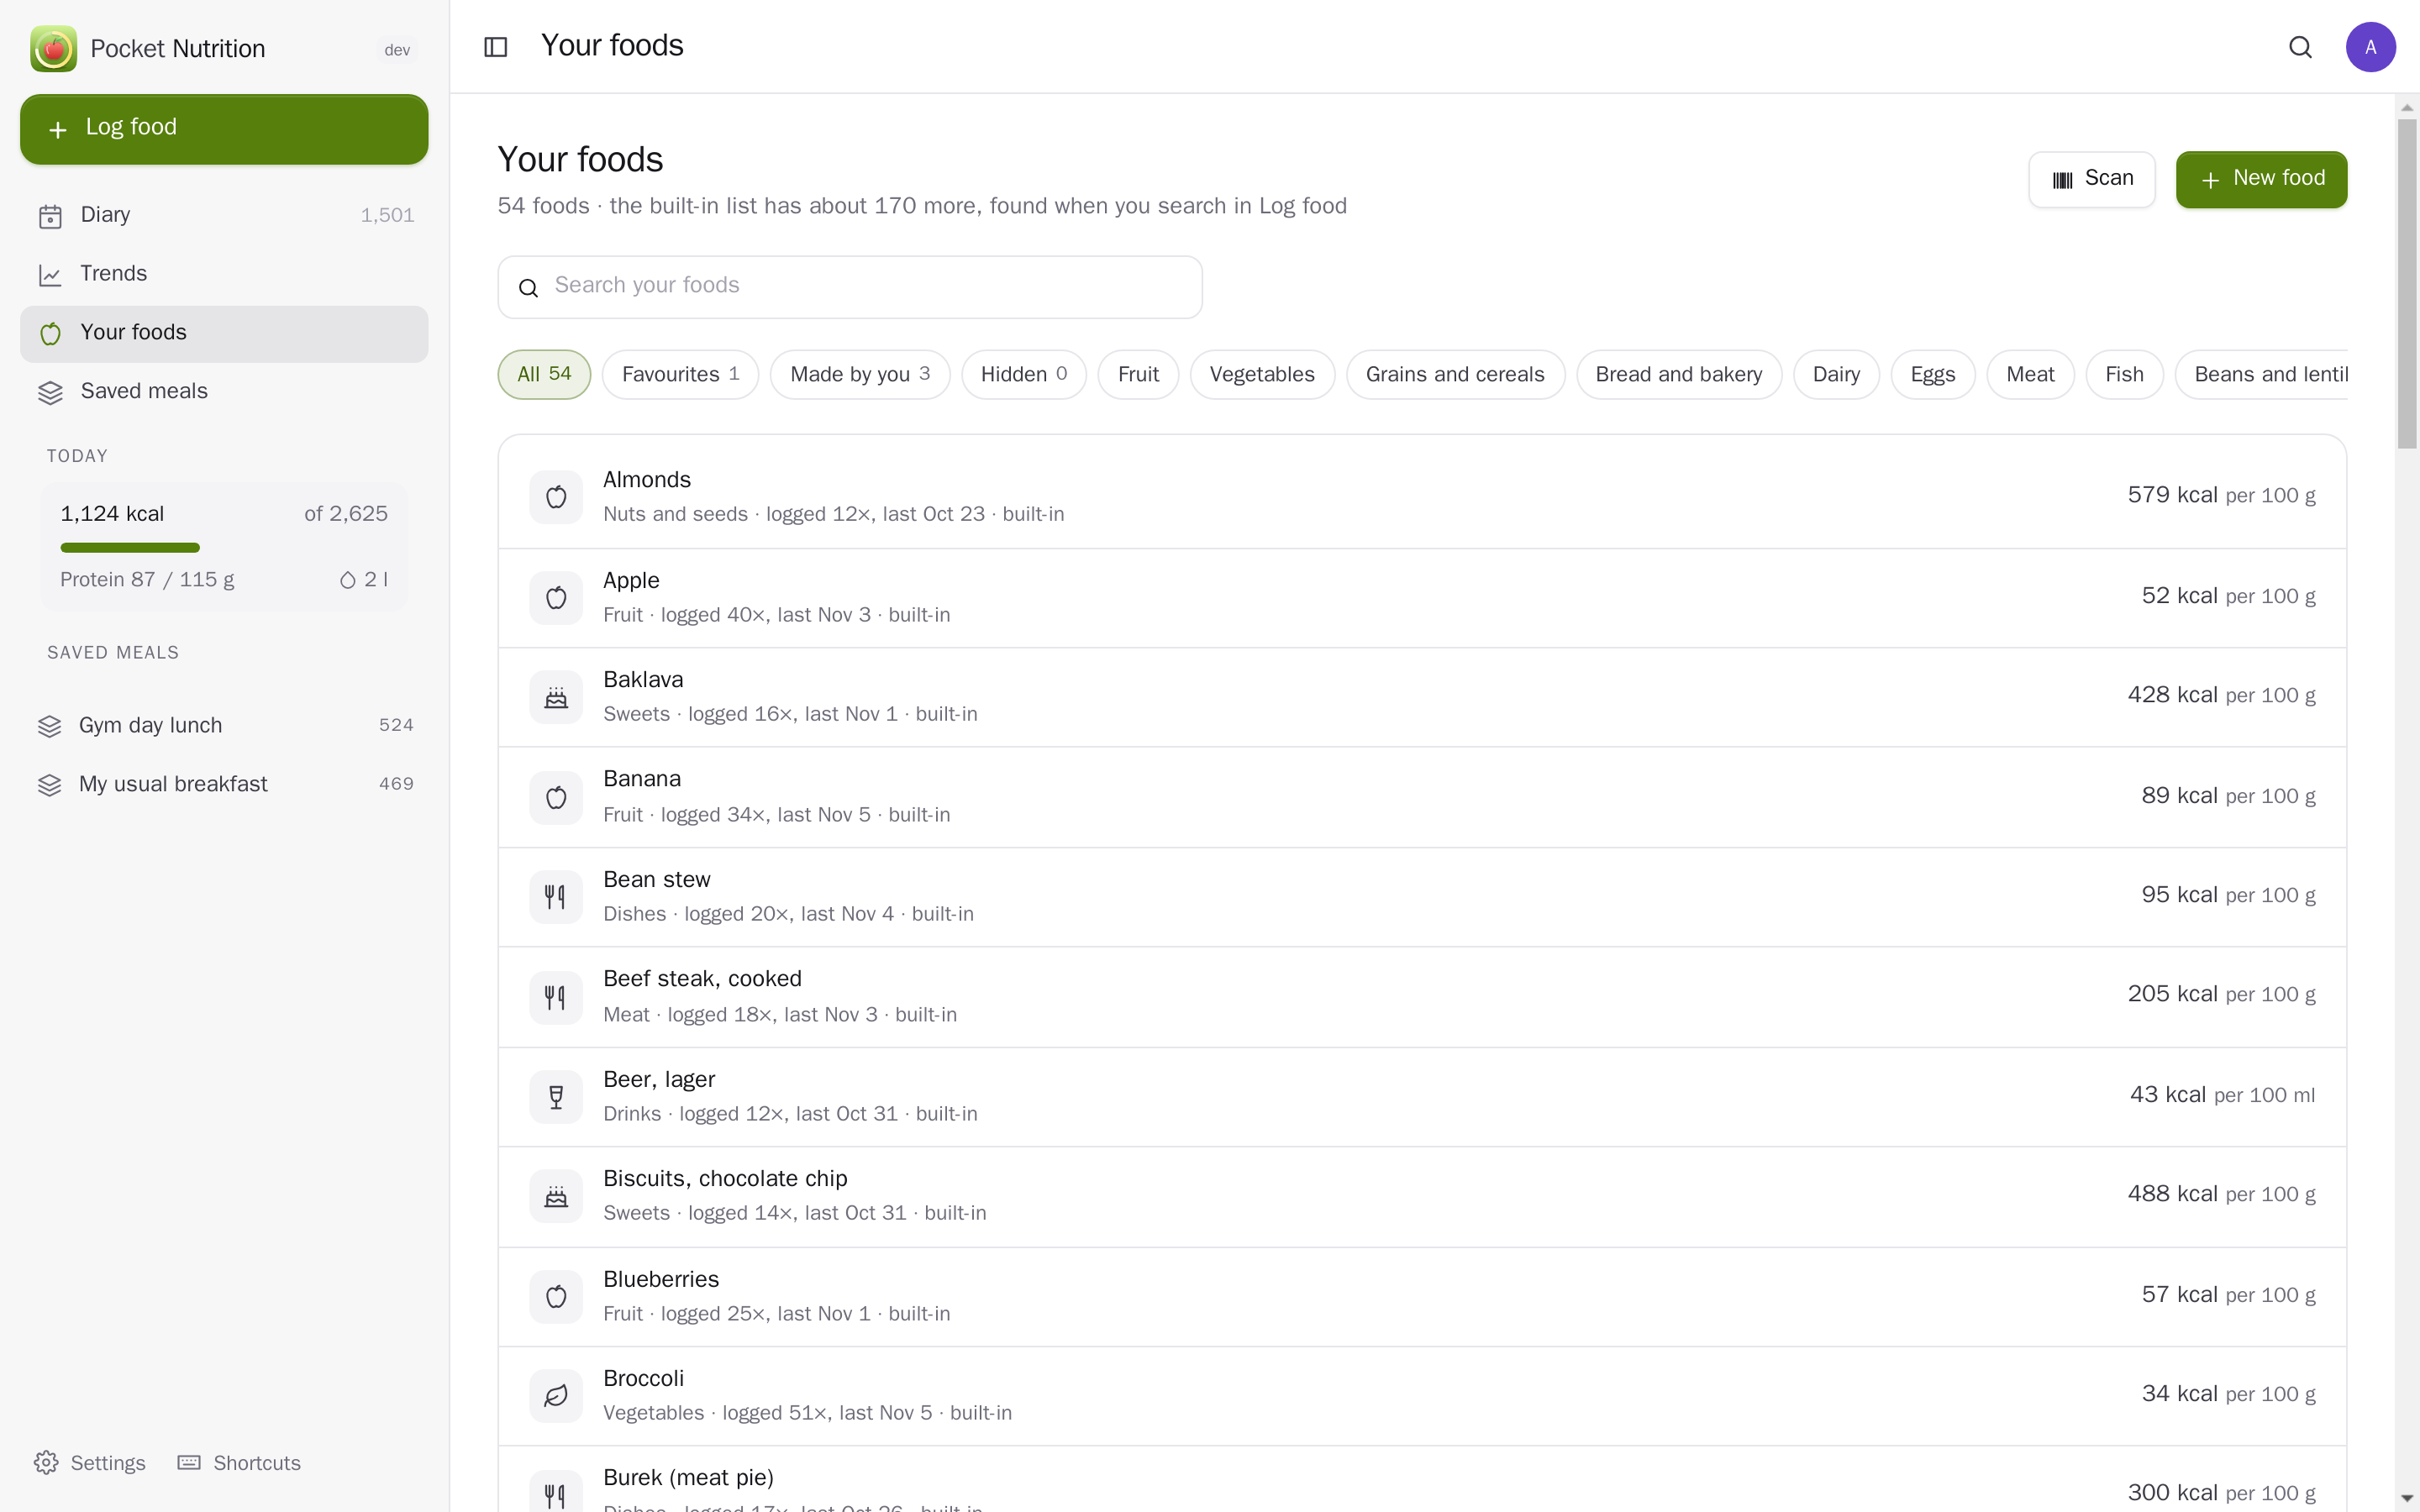 Pocket Nutrition
dev
Log food
Diary 1,501
Trends
Your foods
Saved meals
TODAY
1,124 kcal of 2,625
Protein 87 / 115 g 2 l
SAVED MEALS
Gym day lunch 524
My usual breakfast 469
Settings Shortcuts
Your foods
A
Your foods
54 foods · the built-in list has about 170 more, found when you search in Log food
Scan
New food
Search your foods
All 54 Favourites 1 Made by you 3 Hidden 0 Fruit Vegetables Grains and cereals Bread and bakery Dairy Eggs Meat Fish Beans and lentil
Almonds
Nuts and seeds · logged 12×, last Oct 23 · built-in
579 kcal per 100 g
Apple
Fruit · logged 40×, last Nov 3 · built-in
52 kcal per 100 g
Baklava
Sweets · logged 16×, last Nov 1 · built-in
428 kcal per 100 g
Banana
Fruit · logged 34×, last Nov 5 · built-in
89 kcal per 100 g
Bean stew
Dishes · logged 20×, last Nov 4 · built-in
95 kcal per 100 g
Beef steak, cooked
Meat · logged 18×, last Nov 3 · built-in
205 kcal per 100 g
Beer, lager
Drinks · logged 12×, last Oct 31 · built-in
43 kcal per 100 ml
Biscuits, chocolate chip
Sweets · logged 14×, last Oct 31 · built-in
488 kcal per 100 g
Blueberries
Fruit · logged 25×, last Nov 1 · built-in
57 kcal per 100 g
Broccoli
Vegetables · logged 51×, last Nov 5 · built-in
34 kcal per 100 g
Burek (meat pie)
Dishes · logged 17×, last Oct 26 · built-in
300 kcal per 100 g